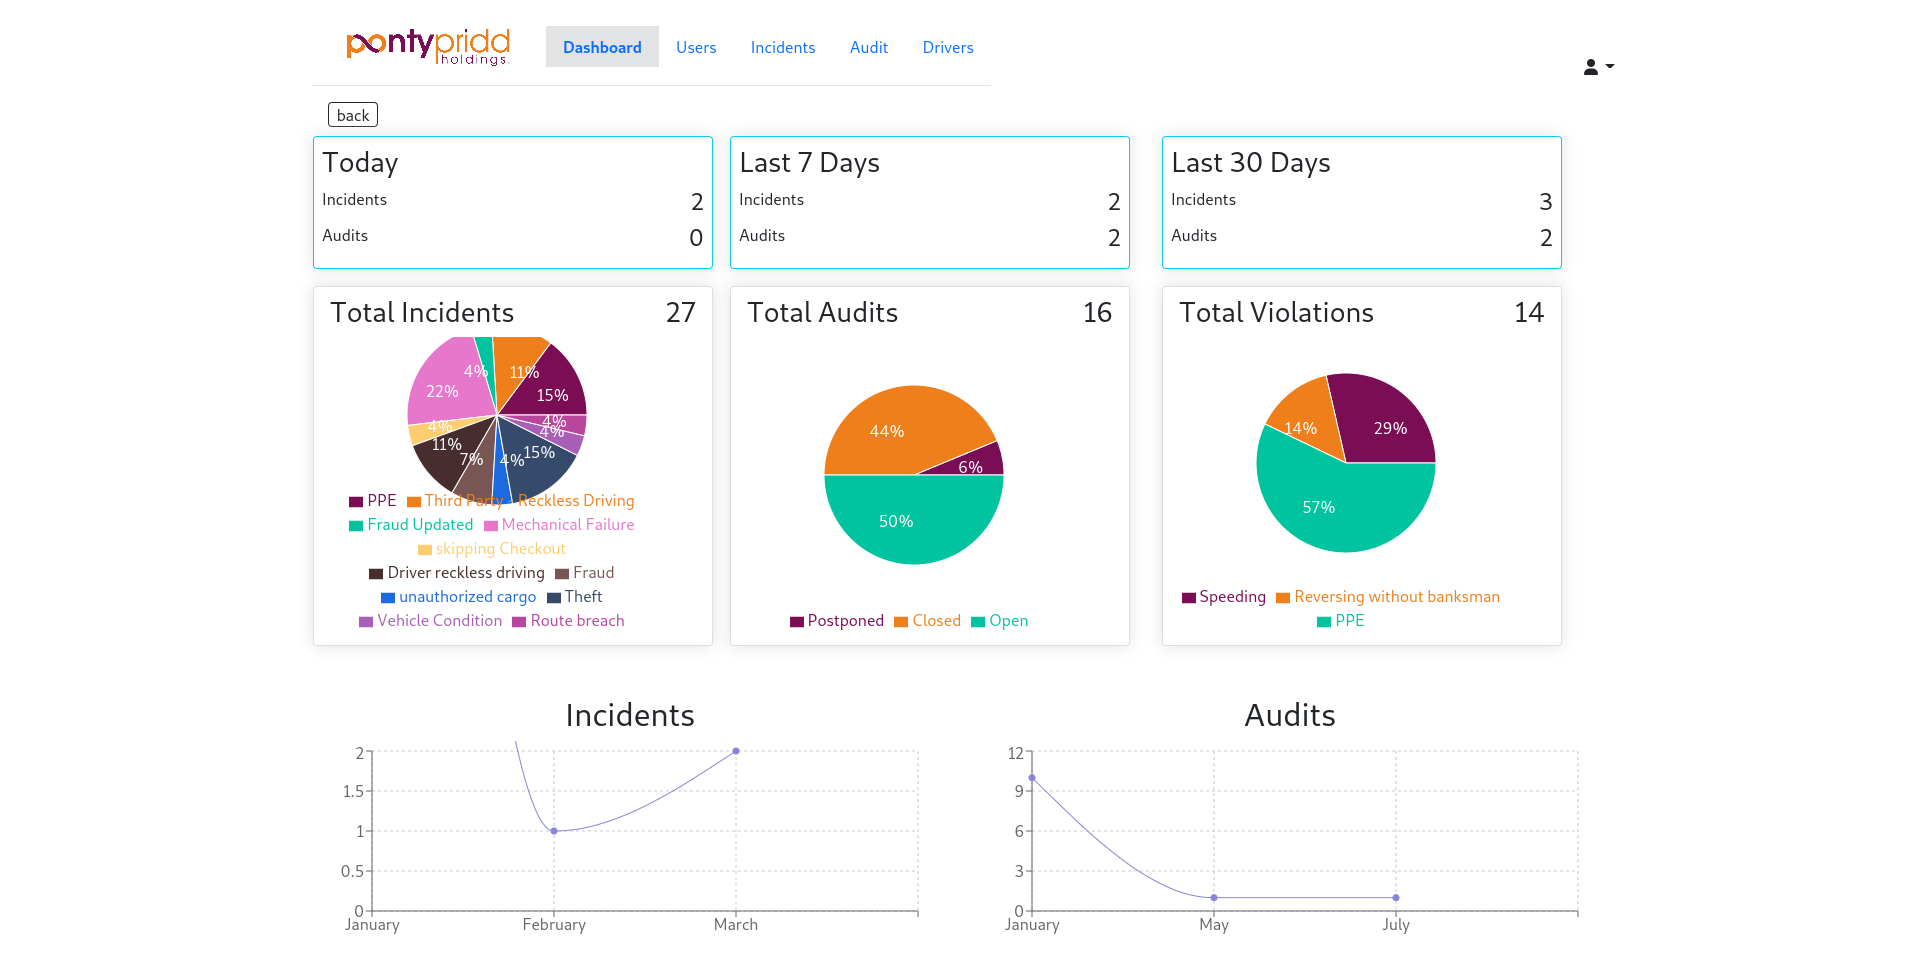 pontypridd
holdings
Dashboard Users Incidents Audit Drivers
back
Today
Incidents 2
Audits 0
Last 7 Days
Incidents 2
Audits 2
Last 30 Days
Incidents 3
Audits 2
Total Incidents 27
15%
11%
4%
22%
4%
11%
7%
4%
15%
4%
4%
PPE Third Party - Reckless Driving
Fraud Updated Mechanical Failure
skipping Checkout
Driver reckless driving Fraud
unauthorized cargo Theft
Vehicle Condition Route breach
Total Audits 16
44%
6%
50%
Postponed Closed Open
Total Violations 14
29%
14%
57%
Speeding Reversing without banksman
PPE
Incidents
2
1.5
1
0.5
0
January February March
Audits
12
9
6
3
0
January May July